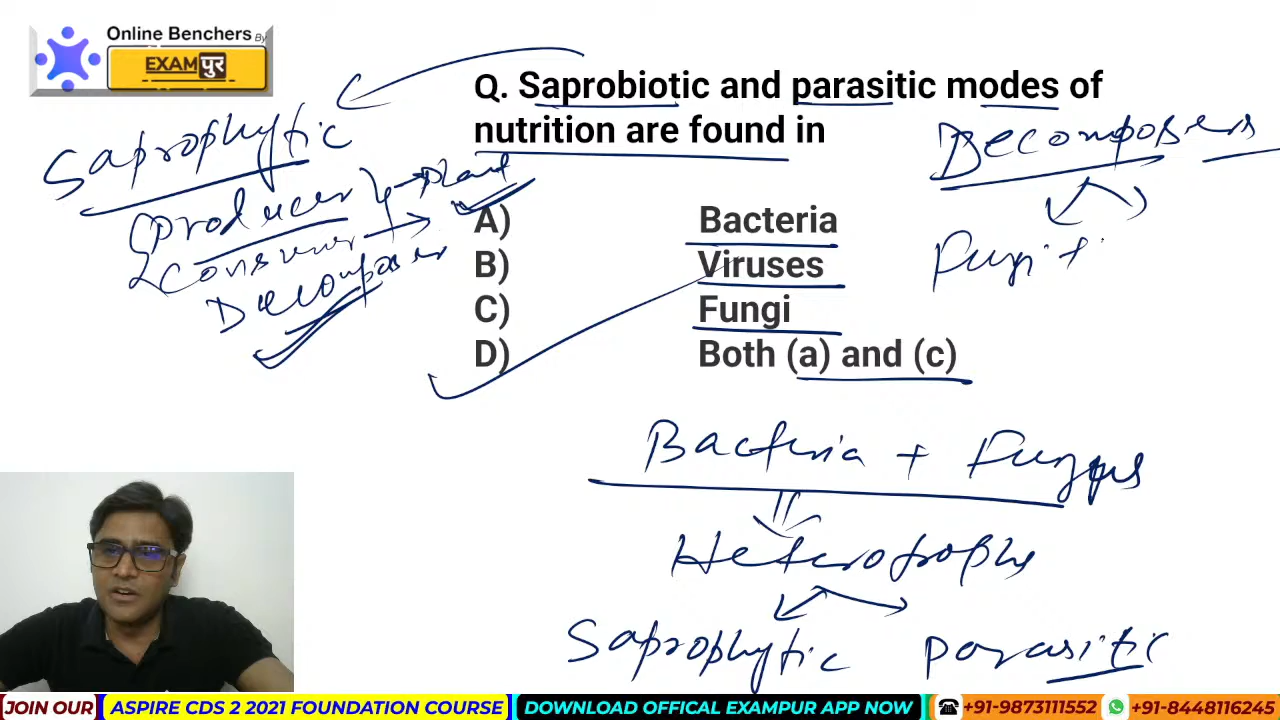 Online Benchers By
EXAMपुर
Q. Saprobiotic and parasitic modes of
nutrition are found in
A) Bacteria
B) Viruses
C) Fungi
D) Both (a) and (c)
Saprophytic
Producer → Plant
Consumer →
Decomposer
Decomposers
Fugi +
Bacteria + Fungus
Heterotrophs
Saprophytic parasitic
JOIN OUR ASPIRE CDS 2 2021 FOUNDATION COURSE DOWNLOAD OFFICAL EXAMPUR APP NOW +91-9873111552 +91-8448116245